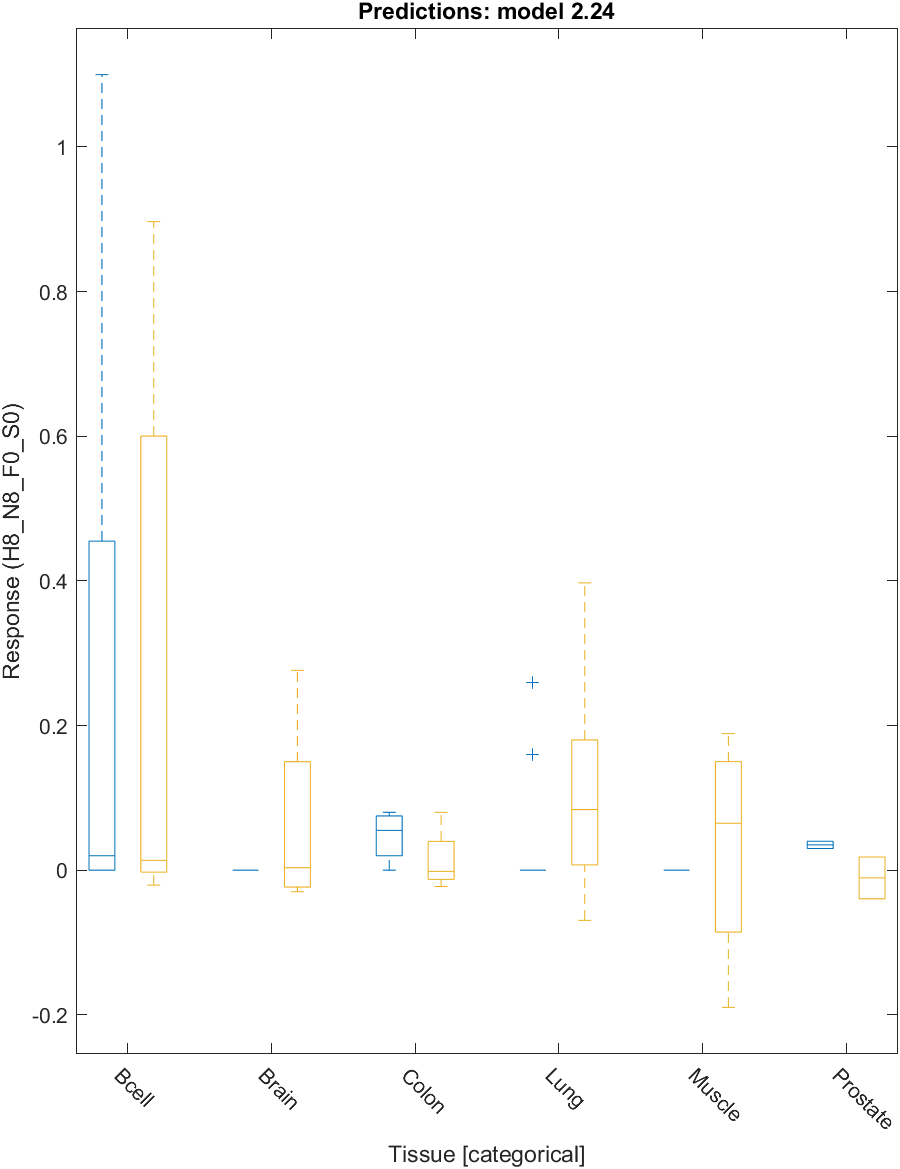 Predictions: model 2.24
Response (H8_N8_F0_S0)
1
0.8
0.6
0.4
0.2
0
-0.2
Bcell
Brain
Colon
Lung
Muscle
Prostate
Tissue [categorical]